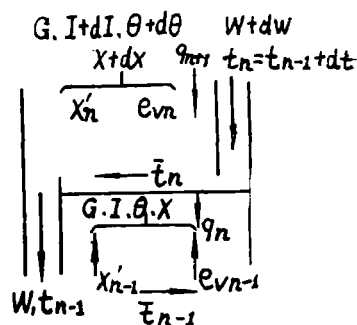 G. I+dI. θ+dθ
W+dw
X+dx
q_{n+1}
t_n=t_{n-1}+dt
X'_n
e_{vn}
t̄_n
G.I.θ.X
q_n
W,t_{n-1}
X'_{n-1}
e_{vn-1}
t̄_{n-1}